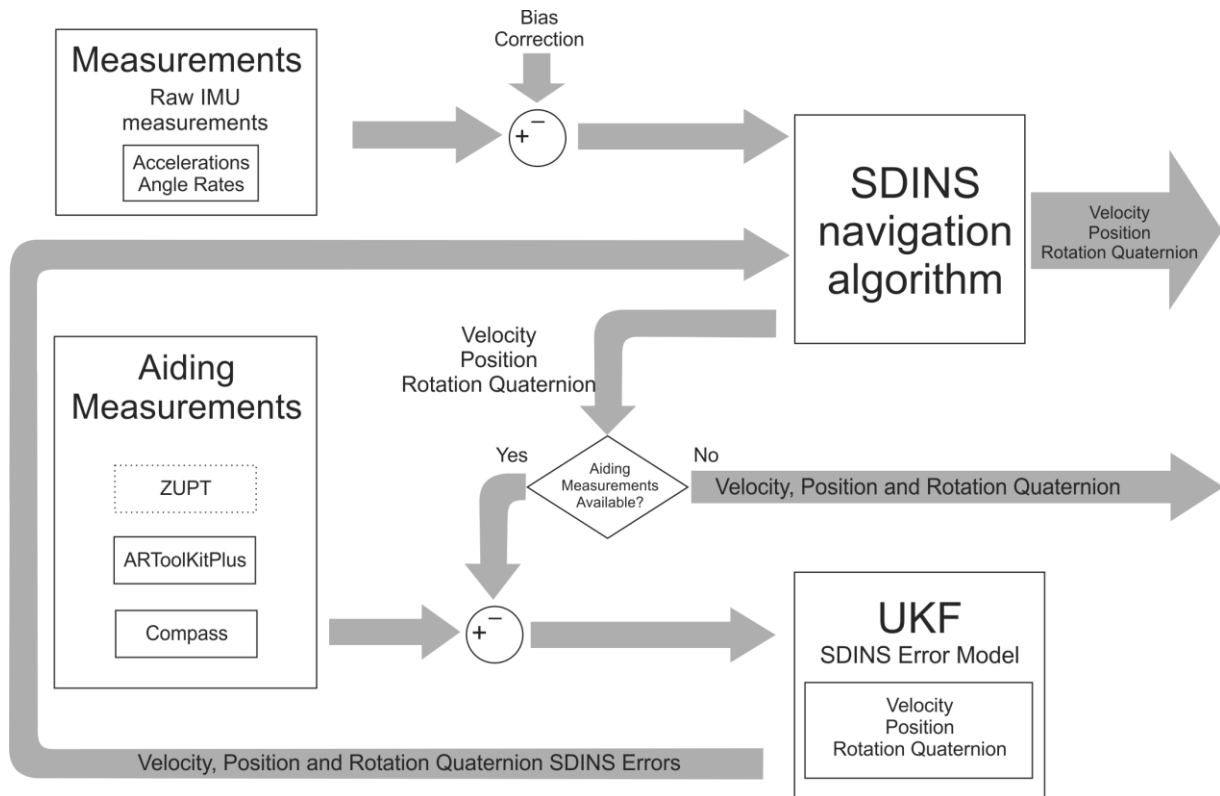 Bias
Correction
Measurements
Raw IMU
measurements
Accelerations
Angle Rates
+ −
SDINS
navigation
algorithm
Velocity
Position
Rotation Quaternion
Velocity
Position
Rotation Quaternion
Aiding
Measurements
ZUPT
ARToolKitPlus
Compass
Yes
Aiding
Measurements
Available?
No
Velocity, Position and Rotation Quaternion
+ −
UKF
SDINS Error Model
Velocity
Position
Rotation Quaternion
Velocity, Position and Rotation Quaternion SDINS Errors